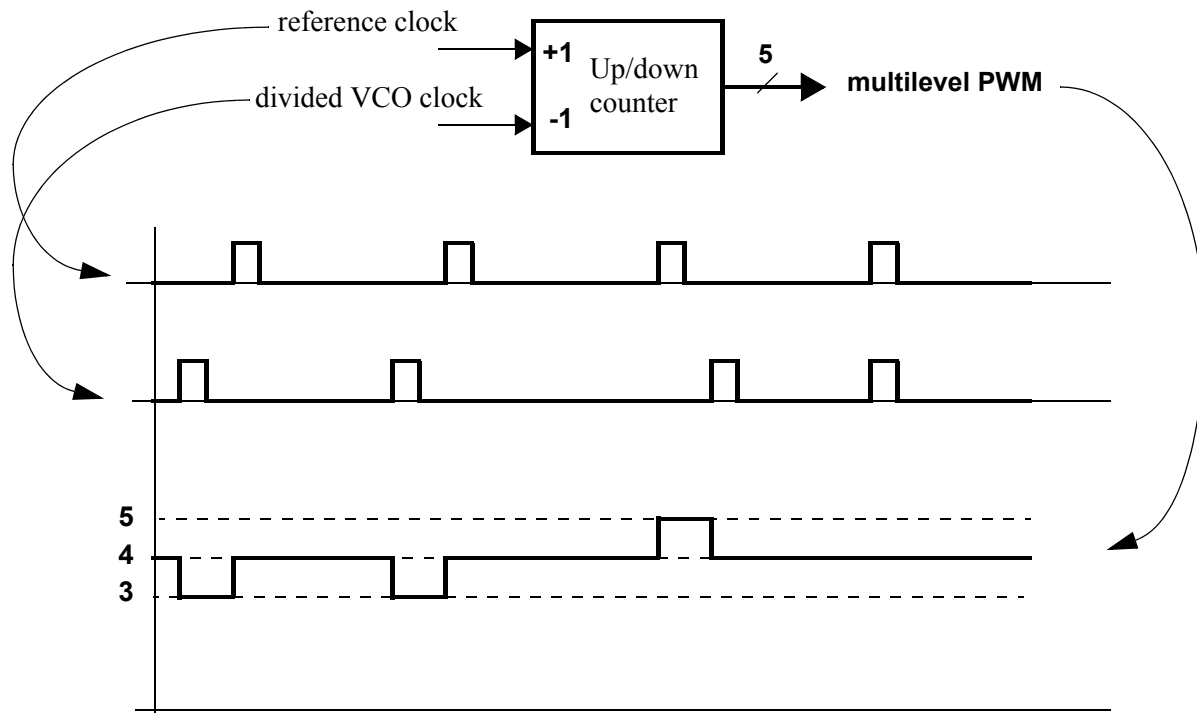 reference clock
divided VCO clock
+1
-1
Up/down
counter
5
multilevel PWM
5
4
3